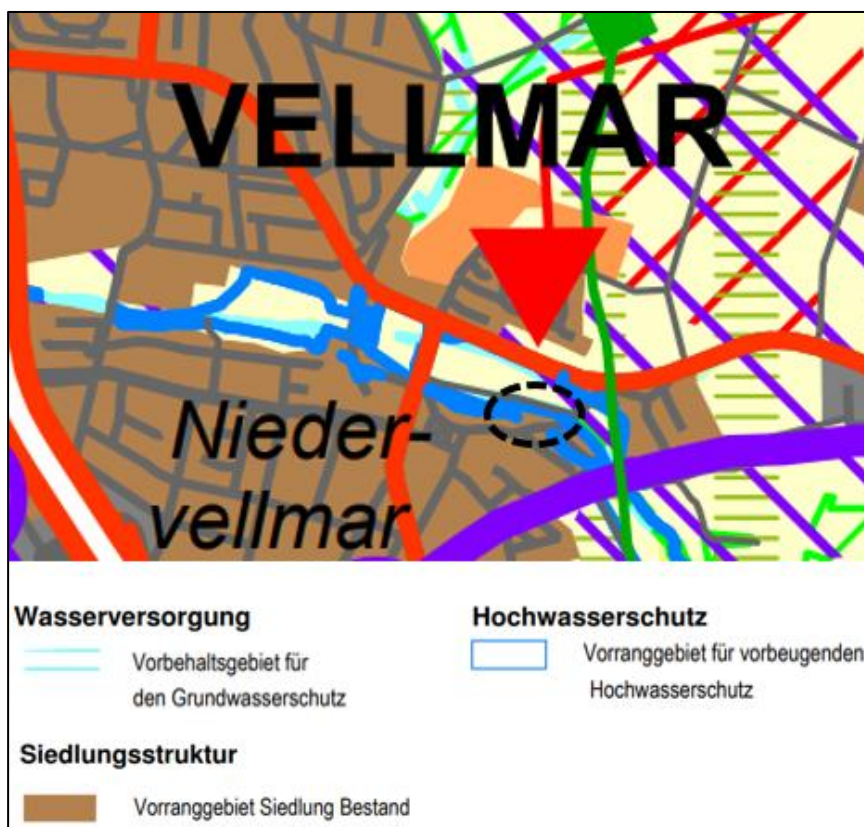 VELLMAR
Nieder-
vellmar
Wasserversorgung
Vorbehaltsgebiet für
den Grundwasserschutz
Hochwasserschutz
Vorranggebiet für vorbeugenden
Hochwasserschutz
Siedlungsstruktur
Vorranggebiet Siedlung Bestand